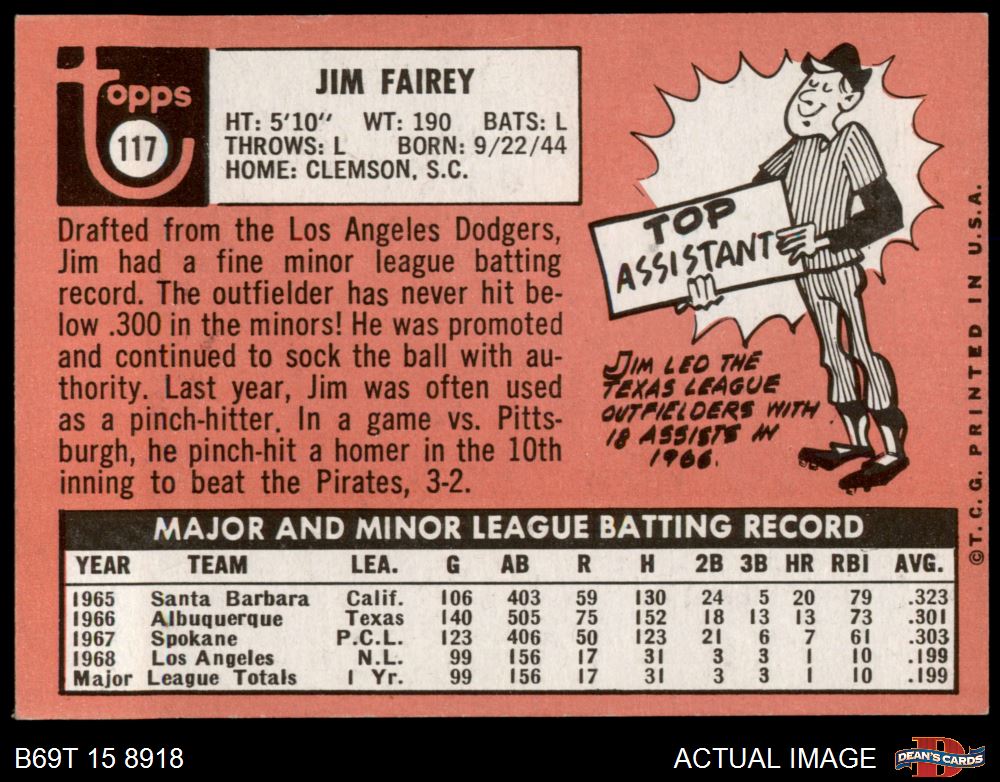 topps
117
JIM FAIREY
HT: 5'10" WT: 190 BATS: L
THROWS: L BORN: 9/22/44
HOME: CLEMSON, S.C.
Drafted from the Los Angeles Dodgers,
Jim had a fine minor league batting
record. The outfielder has never hit be-
low .300 in the minors! He was promoted
and continued to sock the ball with au-
thority. Last year, Jim was often used
as a pinch-hitter. In a game vs. Pitts-
burgh, he pinch-hit a homer in the 10th
inning to beat the Pirates, 3-2.
TOP
ASSISTANT
JIM LED THE
TEXAS LEAGUE
OUTFIELDERS WITH
18 ASSISTS IN
1966.
©T.C.G. PRINTED IN U.S.A.
MAJOR AND MINOR LEAGUE BATTING RECORD
YEAR TEAM LEA. G AB R H 2B 3B HR RBI AVG.
1965 Santa Barbara Calif. 106 403 59 130 24 5 20 79 .323
1966 Albuquerque Texas 140 505 75 152 18 13 13 73 .301
1967 Spokane P.C.L. 123 406 50 123 21 6 7 61 .303
1968 Los Angeles N.L. 99 156 17 31 3 3 1 10 .199
Major League Totals 1 Yr. 99 156 17 31 3 3 1 10 .199
B69T 15 8918
ACTUAL IMAGE
D
DEAN'S CARDS